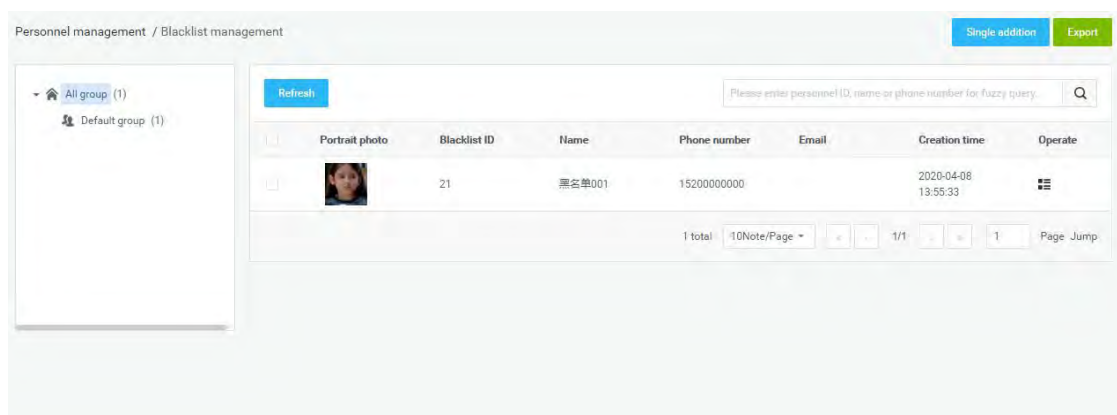 Personnel management / Blacklist management
Single addition
Export
All group (1)
Default group (1)
Refresh
Please enter personnel ID, name or phone number for fuzzy query.
Portrait photo Blacklist ID Name Phone number Email Creation time Operate
21 黑名单001 15200000000 2020-04-08
13:55:33
1 total 10Note/Page 1/1 1 Page Jump